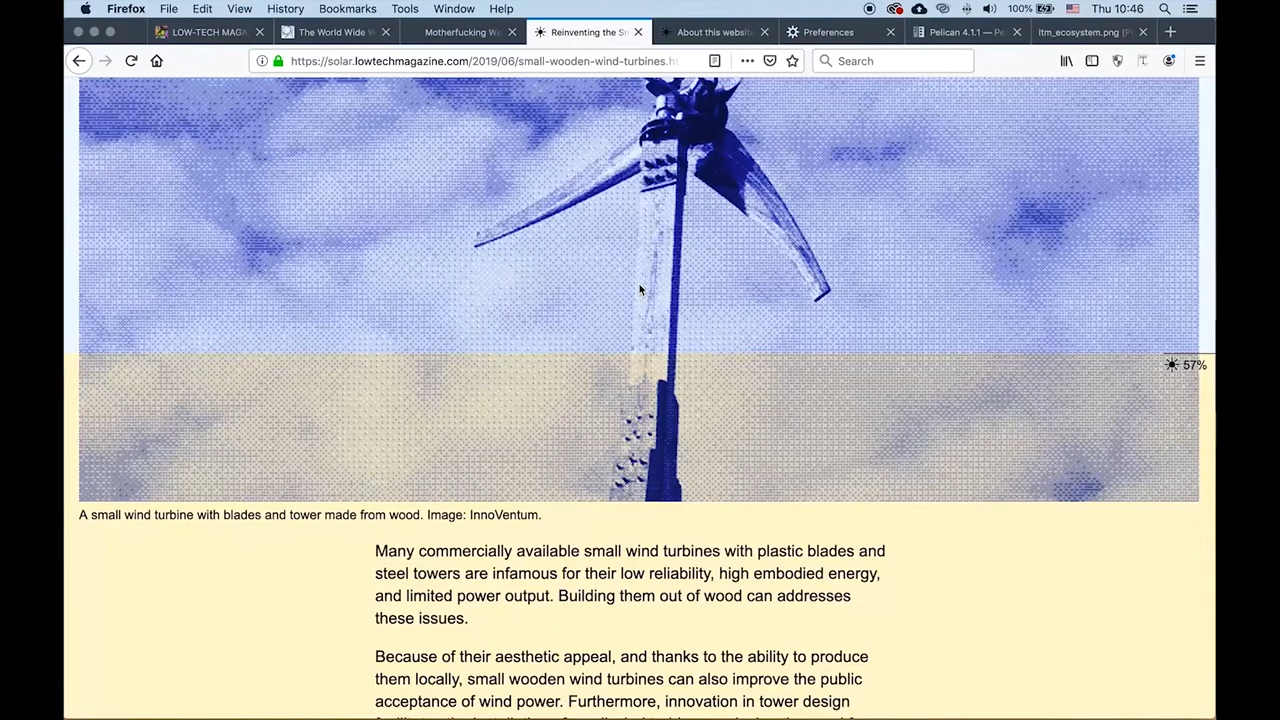 Firefox File Edit View History Bookmarks Tools Window Help 100% Thu 10:46
LOW-TECH MAGA The World Wide W Motherfucking W Reinventing the Sr About this website Preferences Pelican 4.1.1 — Pe ltm_ecosystem.png (P
https://solar.lowtechmagazine.com/2019/06/small-wooden-wind-turbines.ht Search
57%
A small wind turbine with blades and tower made from wood. Image: InnoVentum.
Many commercially available small wind turbines with plastic blades and
steel towers are infamous for their low reliability, high embodied energy,
and limited power output. Building them out of wood can addresses
these issues.
Because of their aesthetic appeal, and thanks to the ability to produce
them locally, small wooden wind turbines can also improve the public
acceptance of wind power. Furthermore, innovation in tower design